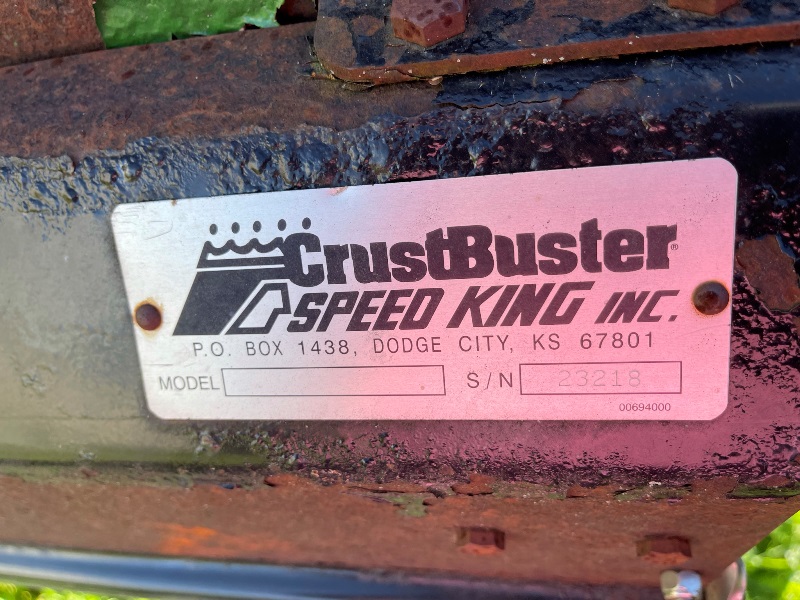 CrustBuster®
SPEED KING INC.
P.O. BOX 1438, DODGE CITY, KS 67801
MODEL S/N 23218
00694000